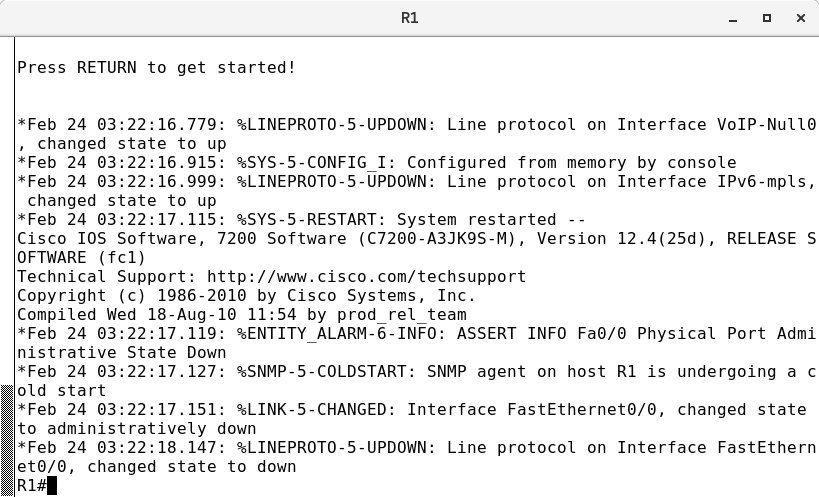 R1
Press RETURN to get started!
*Feb 24 03:22:16.779: %LINEPROTO-5-UPDOWN: Line protocol on Interface VoIP-Null0
, changed state to up
*Feb 24 03:22:16.915: %SYS-5-CONFIG_I: Configured from memory by console
*Feb 24 03:22:16.999: %LINEPROTO-5-UPDOWN: Line protocol on Interface IPv6-mpls,
 changed state to up
*Feb 24 03:22:17.115: %SYS-5-RESTART: System restarted --
Cisco IOS Software, 7200 Software (C7200-A3JK9S-M), Version 12.4(25d), RELEASE S
OFTWARE (fc1)
Technical Support: http://www.cisco.com/techsupport
Copyright (c) 1986-2010 by Cisco Systems, Inc.
Compiled Wed 18-Aug-10 11:54 by prod_rel_team
*Feb 24 03:22:17.119: %ENTITY_ALARM-6-INFO: ASSERT INFO Fa0/0 Physical Port Admi
nistrative State Down
*Feb 24 03:22:17.127: %SNMP-5-COLDSTART: SNMP agent on host R1 is undergoing a c
old start
*Feb 24 03:22:17.151: %LINK-5-CHANGED: Interface FastEthernet0/0, changed state
to administratively down
*Feb 24 03:22:18.147: %LINEPROTO-5-UPDOWN: Line protocol on Interface FastEthern
et0/0, changed state to down
R1#